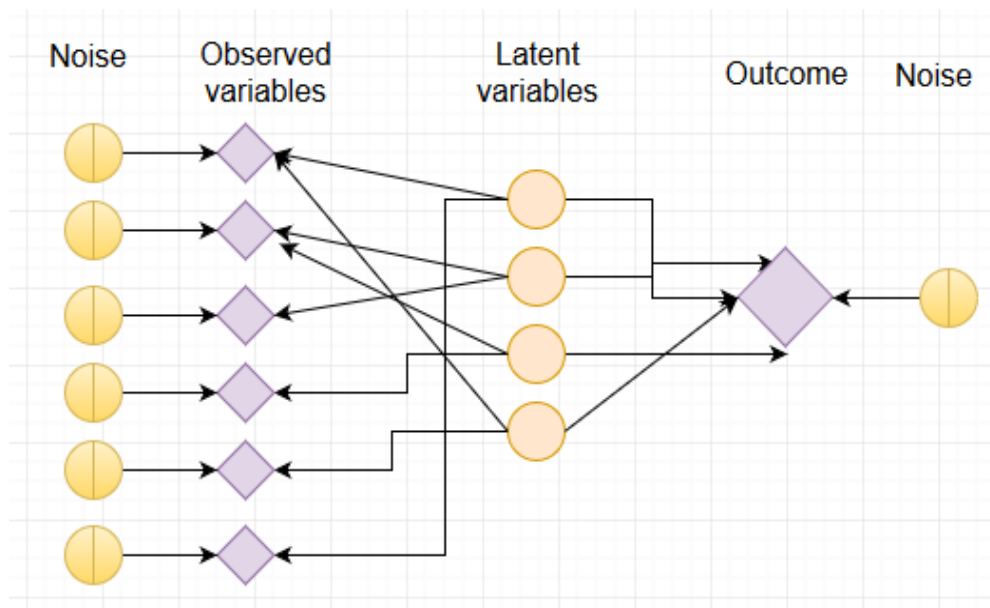 Noise
Observed
variables
Latent
variables
Outcome
Noise